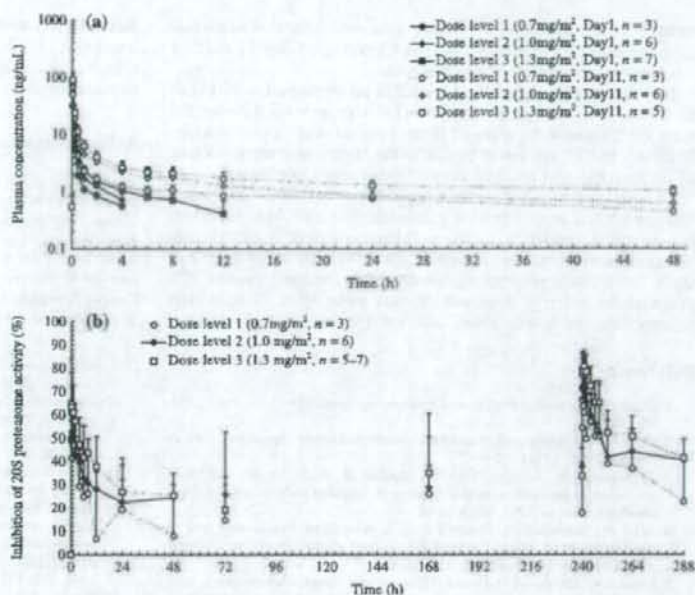 (a)
Dose level 1 (0.7mg/m², Day1, n = 3)
Dose level 2 (1.0mg/m², Day1, n = 6)
Dose level 3 (1.3mg/m², Day1, n = 7)
Dose level 1 (0.7mg/m², Day11, n = 3)
Dose level 2 (1.0mg/m², Day11, n = 6)
Dose level 3 (1.3mg/m², Day11, n = 5)
Plasma concentration (ng/mL)
1000
100
10
1.0
0.1
0 4 8 12 16 20 24 28 32 36 40 44 48
Time (h)
(b)
Dose level 1 (0.7mg/m², n = 3)
Dose level 2 (1.0 mg/m², n = 6)
Dose level 3 (1.3 mg/m², n = 5–7)
Inhibition of 20S proteasome activity (%)
100
90
80
70
60
50
40
30
20
10
0
0 24 48 72 96 120 144 168 192 216 240 264 288
Time (h)